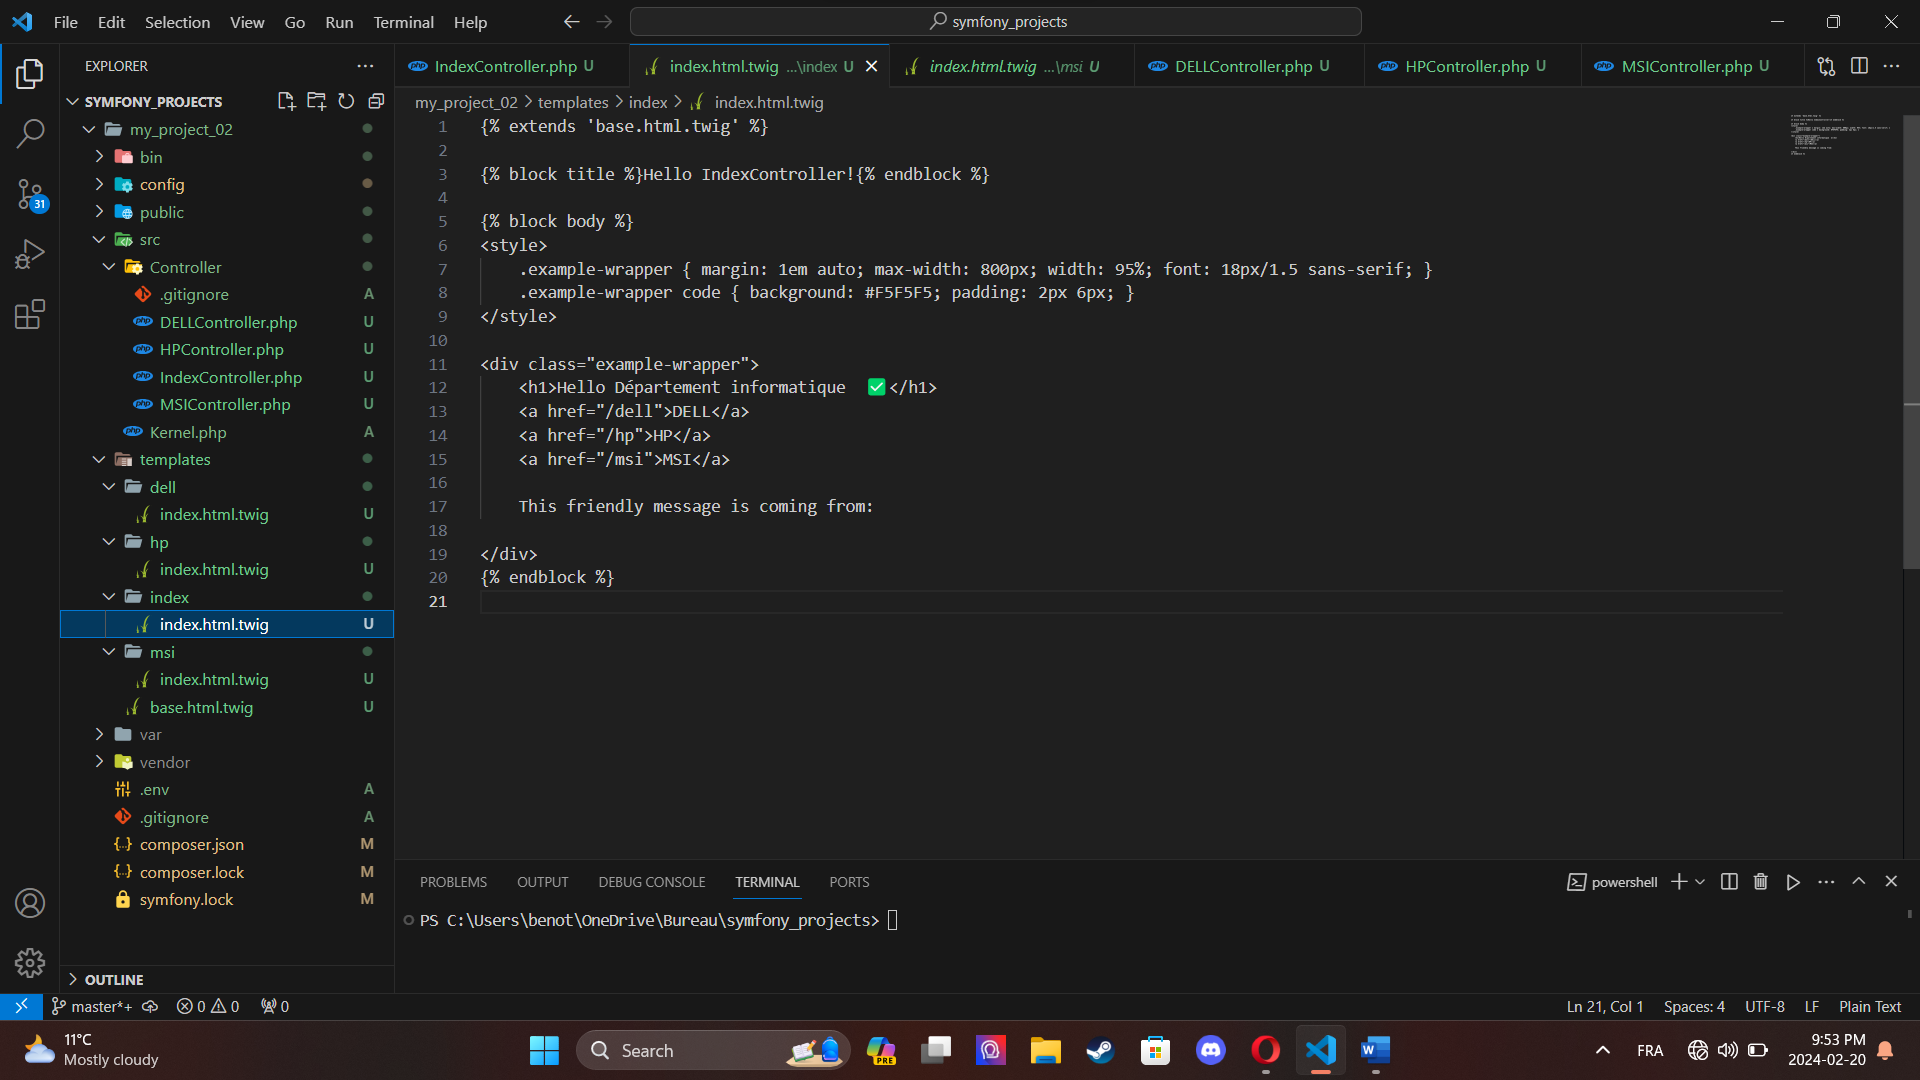 File Edit Selection View Go Run Terminal Help
symfony_projects
EXPLORER
SYMFONY_PROJECTS
my_project_02
bin
config
public
src
Controller
.gitignore A
DELLController.php U
HPController.php U
IndexController.php U
MSIController.php U
Kernel.php A
templates
dell
index.html.twig U
hp
index.html.twig U
index
index.html.twig U
msi
index.html.twig U
base.html.twig U
var
vendor
.env A
.gitignore A
composer.json M
composer.lock M
symfony.lock M
OUTLINE
31
IndexController.php U
index.html.twig ...\index U
index.html.twig ...\msi U
DELLController.php U
HPController.php U
MSIController.php U
my_project_02 > templates > index > index.html.twig
1 {% extends 'base.html.twig' %}
2
3 {% block title %}Hello IndexController!{% endblock %}
4
5 {% block body %}
6 <style>
7 .example-wrapper { margin: 1em auto; max-width: 800px; width: 95%; font: 18px/1.5 sans-serif; }
8 .example-wrapper code { background: #F5F5F5; padding: 2px 6px; }
9 </style>
10
11 <div class="example-wrapper">
12 <h1>Hello Département informatique ✅</h1>
13 <a href="/dell">DELL</a>
14 <a href="/hp">HP</a>
15 <a href="/msi">MSI</a>
16
17 This friendly message is coming from:
18
19 </div>
20 {% endblock %}
21
PROBLEMS OUTPUT DEBUG CONSOLE TERMINAL PORTS
powershell
PS C:\Users\benot\OneDrive\Bureau\symfony_projects>
master*+ 0 0 0
Ln 21, Col 1 Spaces: 4 UTF-8 LF Plain Text
11°C
Mostly cloudy
Search
PRE
FRA
9:53 PM
2024-02-20